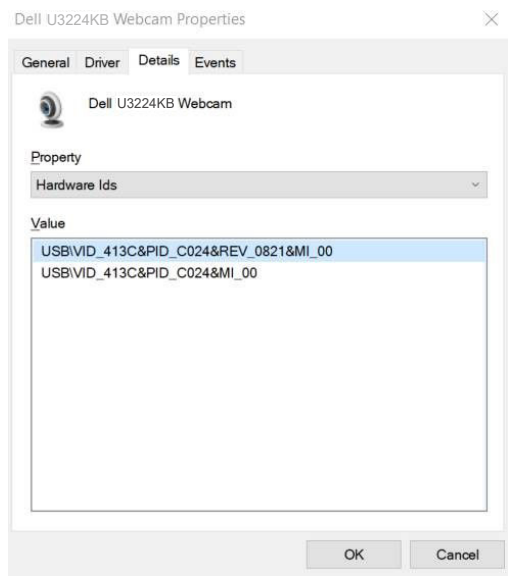 Dell U3224KB Webcam Properties
General Driver Details Events
Dell U3224KB Webcam
Property
Hardware Ids
Value
USB\VID_413C&PID_C024&REV_0821&MI_00
USB\VID_413C&PID_C024&MI_00
OK Cancel